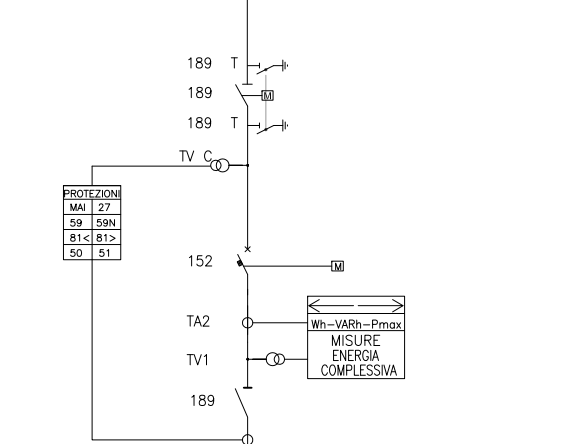 189 T
189 M
189 T
TV C
PROTEZIONI
MAI 27
59 59N
81< 81>
50 51
152 M
TA2
Wh-VARh-Pmax
MISURE
ENERGIA
COMPLESSIVA
TV1
189